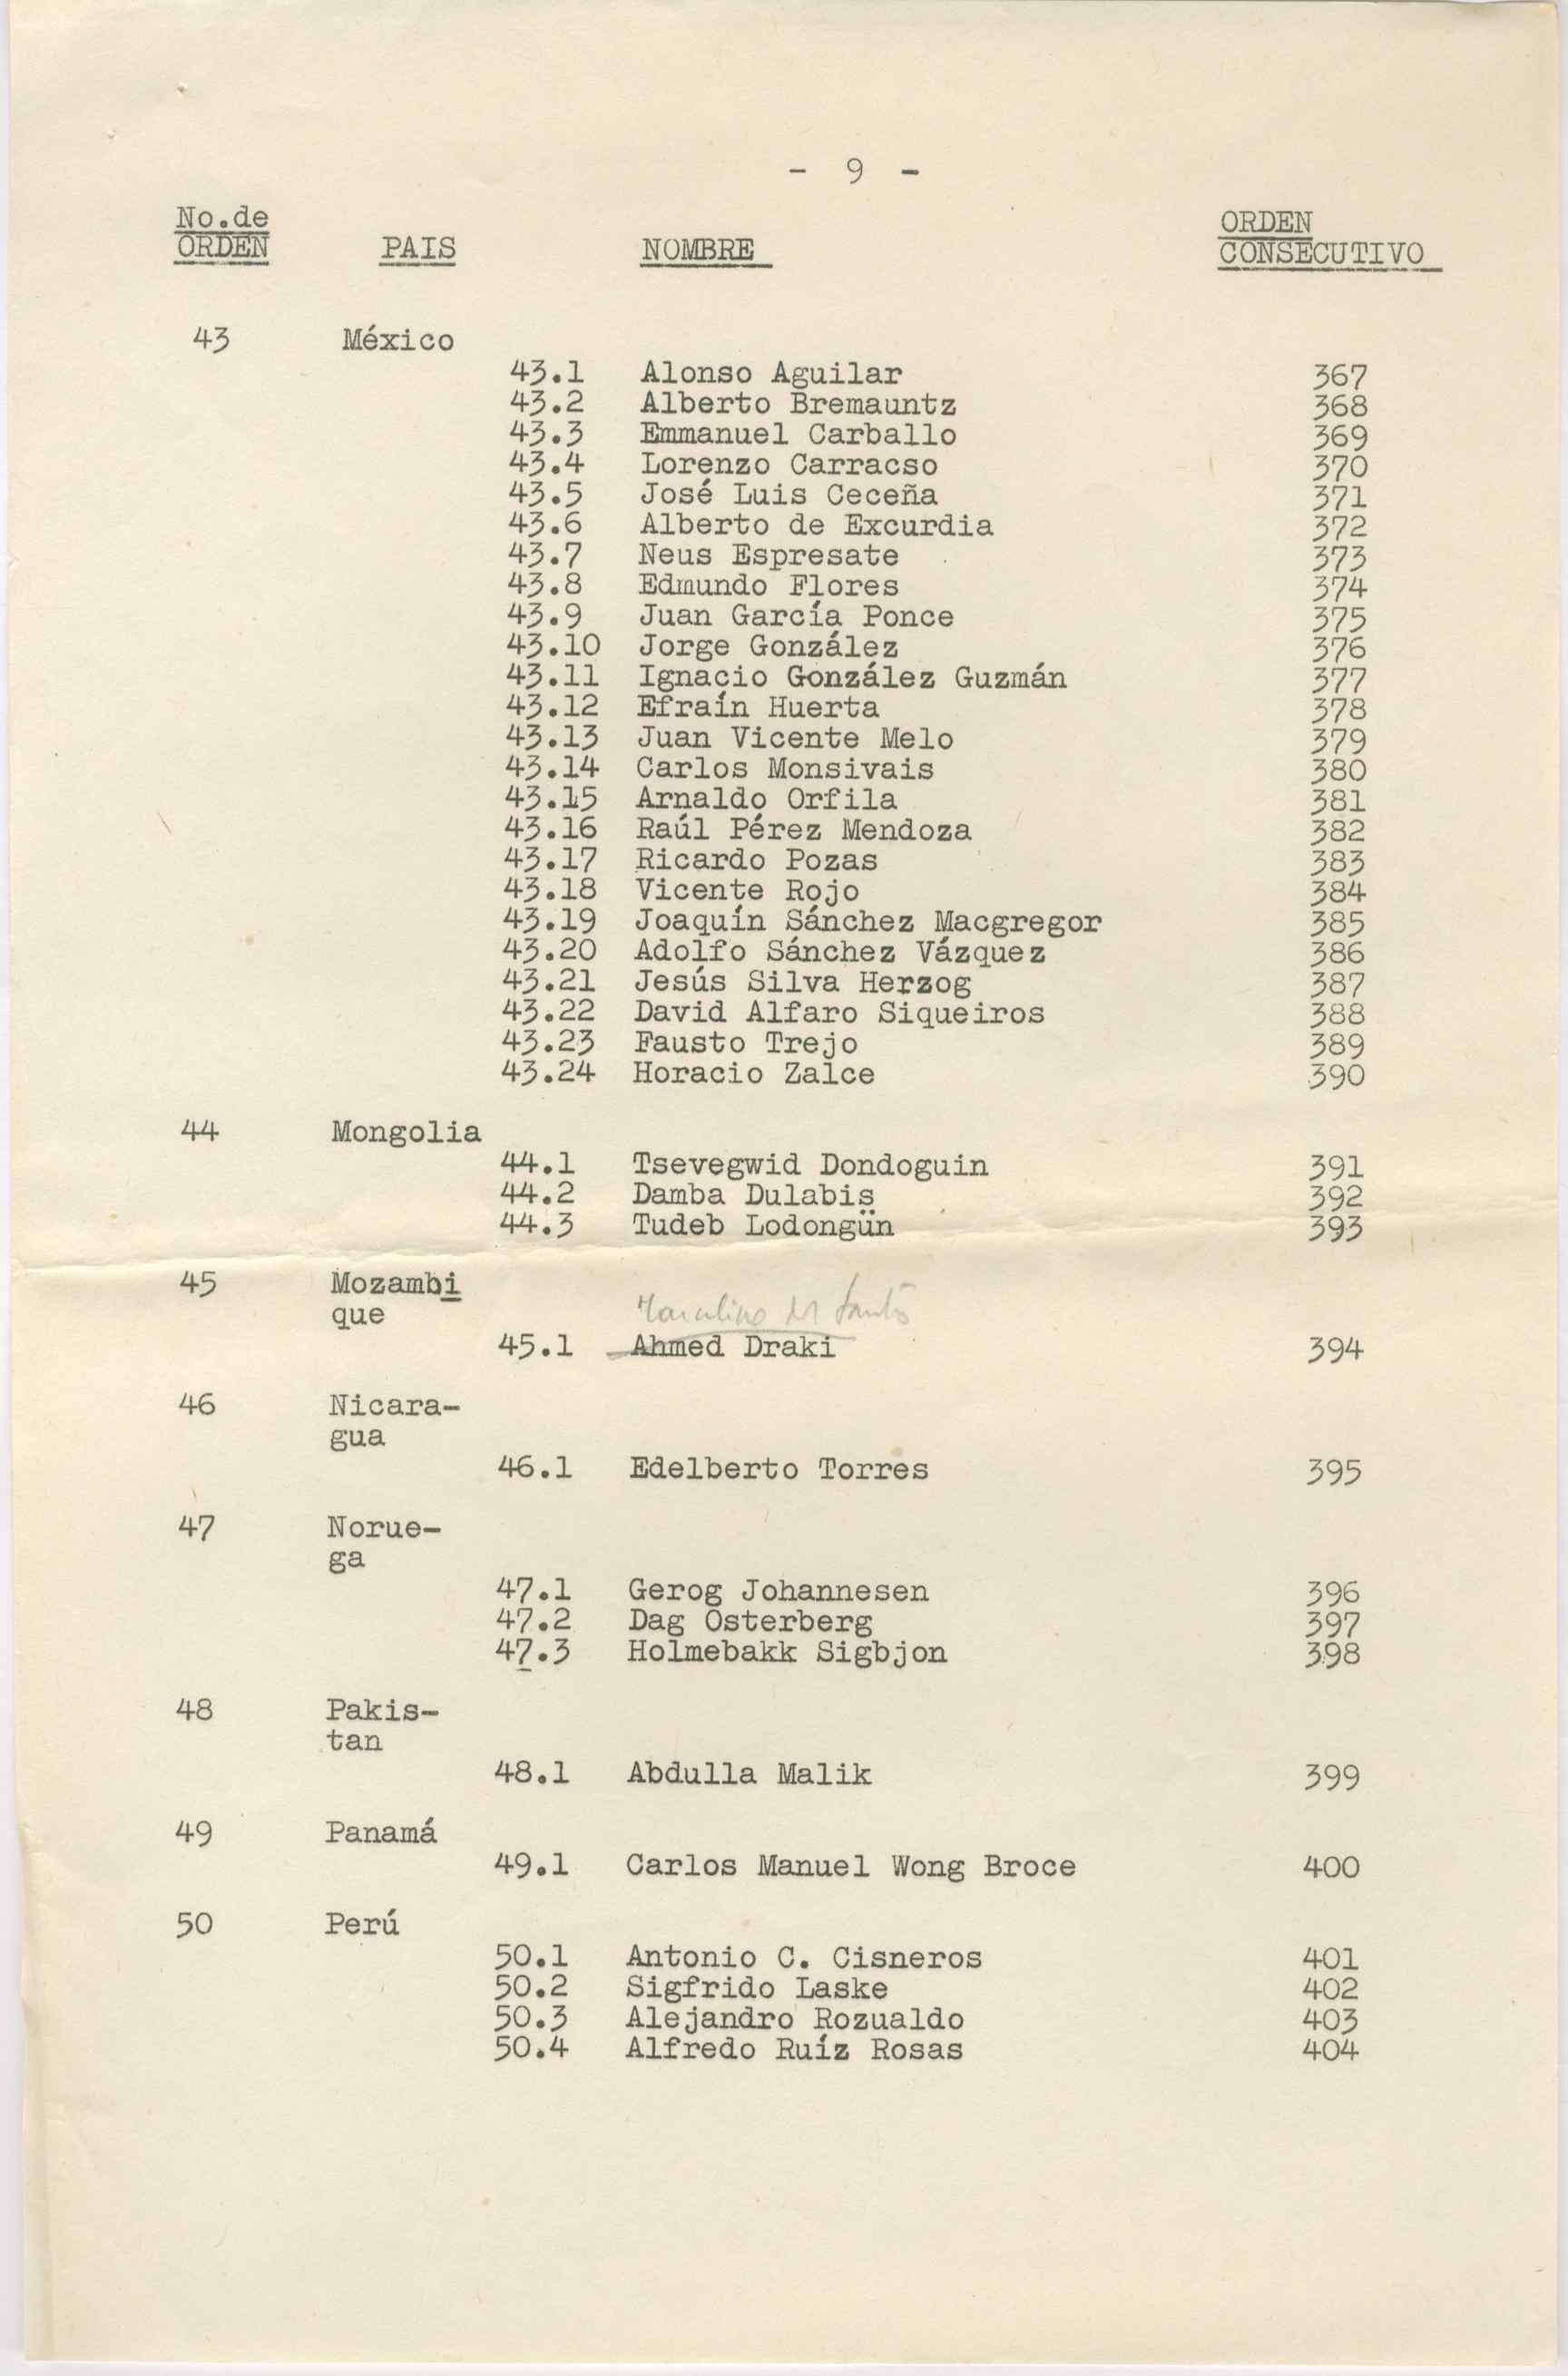 - 9 -
No.de ORDEN
ORDEN PAIS NOMBRE CONSECUTIVO
43 México
43.1 Alonso Aguilar 367
43.2 Alberto Bremauntz 368
43.3 Emmanuel Carballo 369
43.4 Lorenzo Carracso 370
43.5 José Luis Ceceña 371
43.6 Alberto de Excurdia 372
43.7 Neus Espresate 373
43.8 Edmundo Flores 374
43.9 Juan García Ponce 375
43.10 Jorge González 376
43.11 Ignacio González Guzmán 377
43.12 Efraín Huerta 378
43.13 Juan Vicente Melo 379
43.14 Carlos Monsivais 380
43.15 Arnaldo Orfila 381
43.16 Raúl Pérez Mendoza 382
43.17 Ricardo Pozas 383
43.18 Vicente Rojo 384
43.19 Joaquín Sánchez Macgregor 385
43.20 Adolfo Sánchez Vázquez 386
43.21 Jesús Silva Herzog 387
43.22 David Alfaro Siqueiros 388
43.23 Fausto Trejo 389
43.24 Horacio Zalce 390
44 Mongolia
44.1 Tsevegwid Dondoguin 391
44.2 Damba Dulabis 392
44.3 Tudeb Lodongün 393
45 Mozambi
que
45.1 Ahmed Draki 394
46 Nicara-
gua
46.1 Edelberto Torres 395
47 Norue-
ga
47.1 Gerog Johannesen 396
47.2 Dag Osterberg 397
47.3 Holmebakk Sigbjon 398
48 Pakis-
tan
48.1 Abdulla Malik 399
49 Panamá
49.1 Carlos Manuel Wong Broce 400
50 Perú
50.1 Antonio C. Cisneros 401
50.2 Sigfrido Laske 402
50.3 Alejandro Rozualdo 403
50.4 Alfredo Ruíz Rosas 404